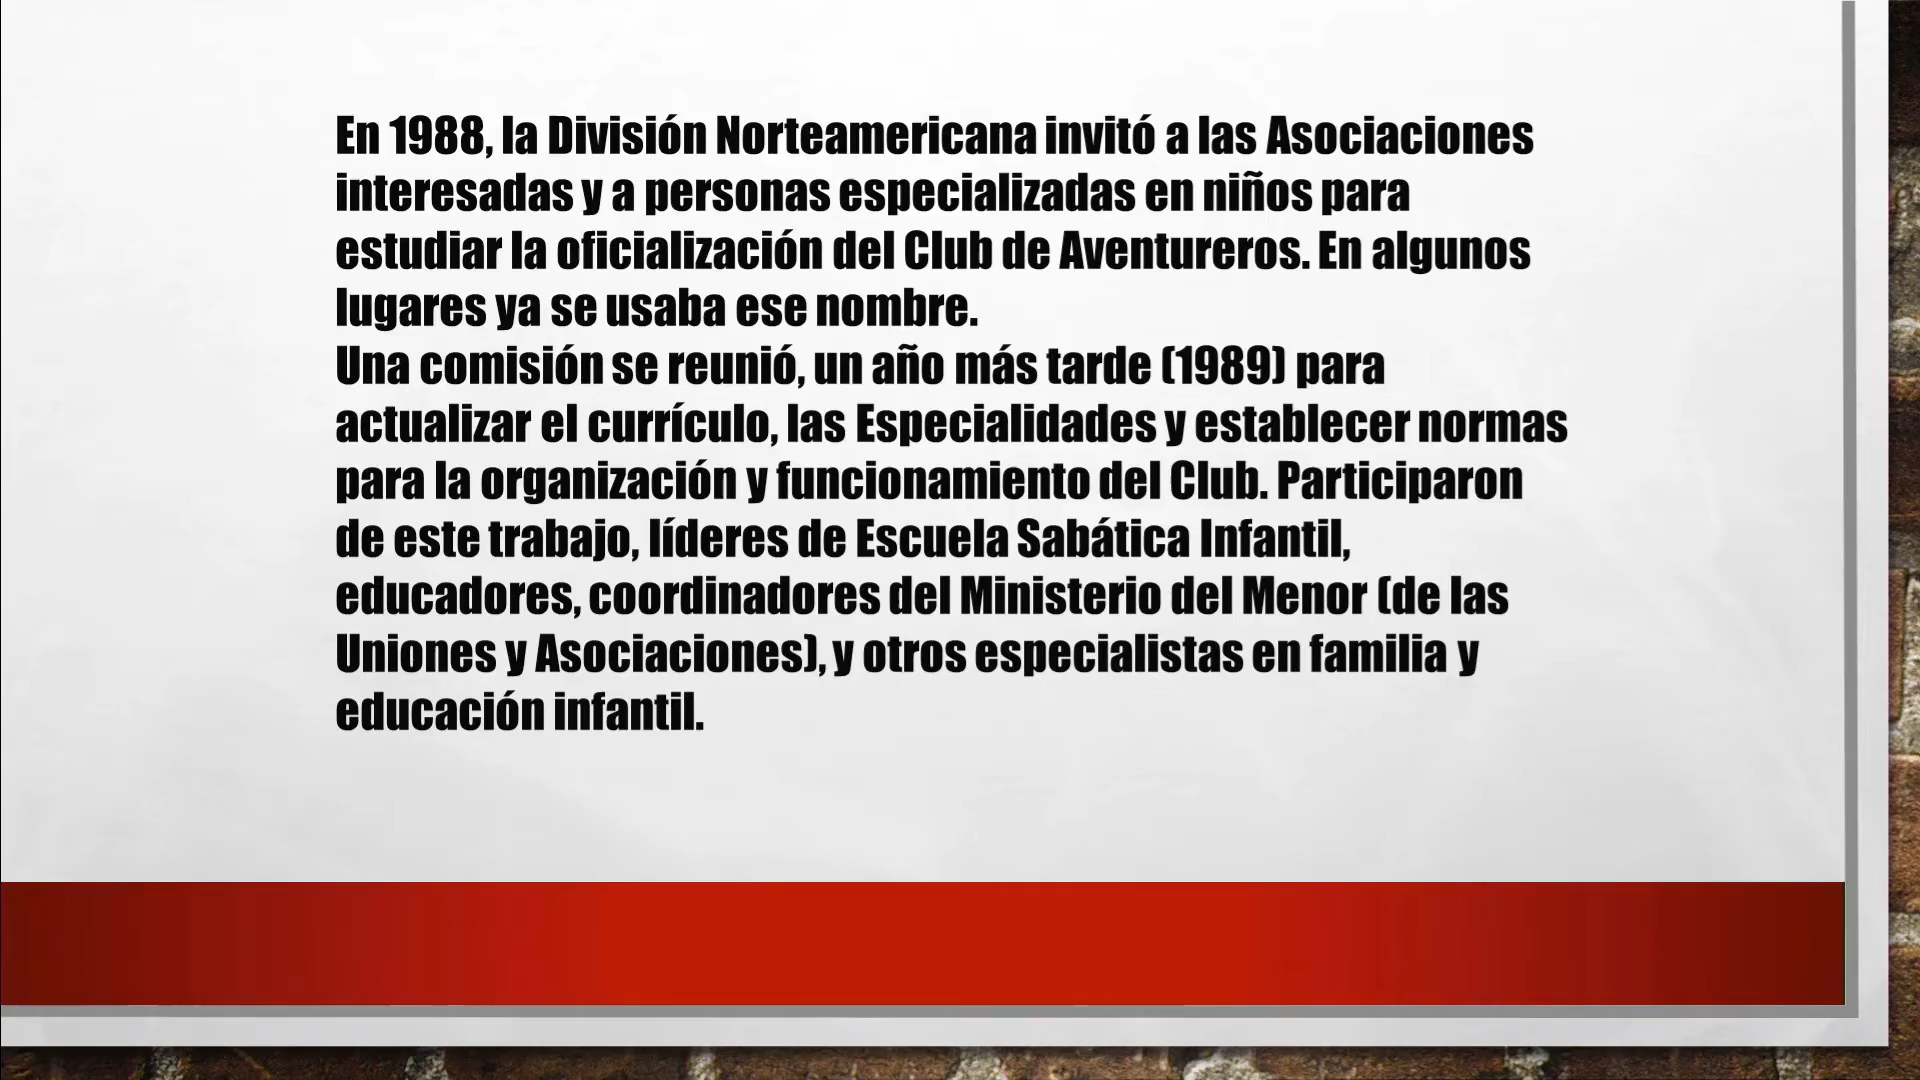 En 1988, la División Norteamericana invitó a las Asociaciones
interesadas y a personas especializadas en niños para
estudiar la oficialización del Club de Aventureros. En algunos
lugares ya se usaba ese nombre.
Una comisión se reunió, un año más tarde (1989) para
actualizar el currículo, las Especialidades y establecer normas
para la organización y funcionamiento del Club. Participaron
de este trabajo, líderes de Escuela Sabática Infantil,
educadores, coordinadores del Ministerio del Menor (de las
Uniones y Asociaciones), y otros especialistas en familia y
educación infantil.